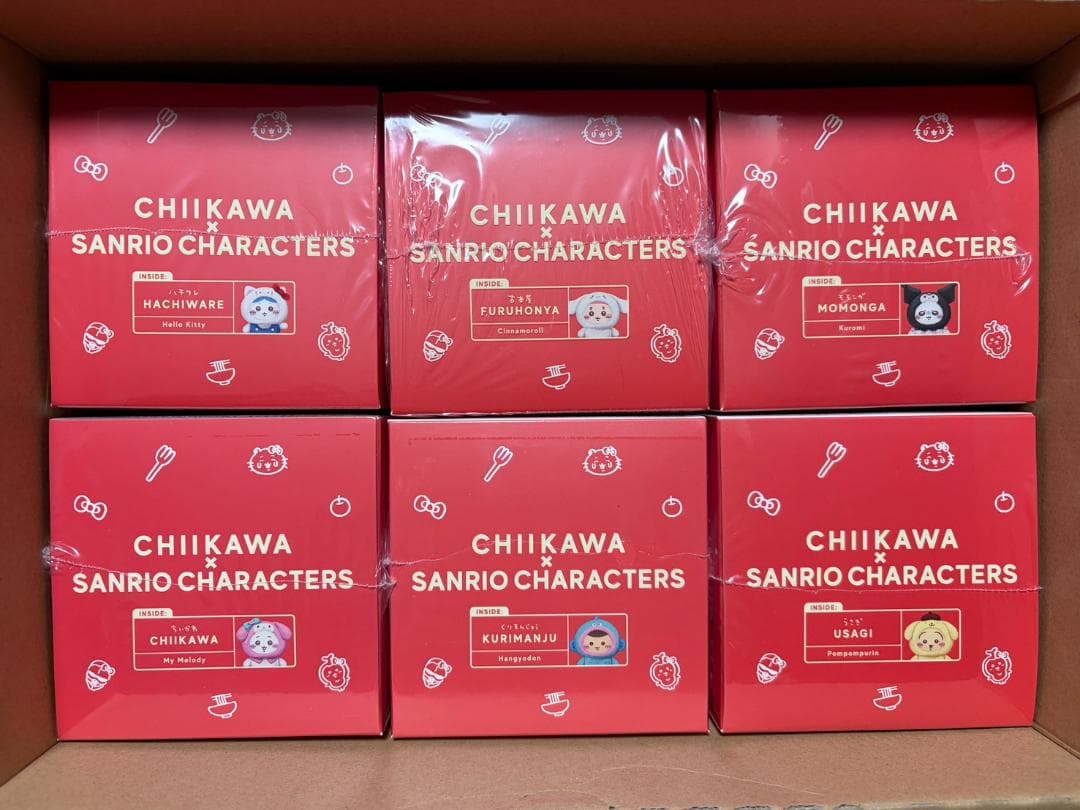 CHIIKAWA
×
SANRIO CHARACTERS
INSIDE:
ハチワレ
HACHIWARE
Hello Kitty
CHIIKAWA
×
SANRIO CHARACTERS
INSIDE:
古本屋
FURUHONYA
Cinnamoroll
CHIIKAWA
×
SANRIO CHARACTERS
INSIDE:
モモンガ
MOMONGA
Kuromi
CHIIKAWA
×
SANRIO CHARACTERS
INSIDE:
ちいかわ
CHIIKAWA
My Melody
CHIIKAWA
×
SANRIO CHARACTERS
INSIDE:
くりまんじゅう
KURIMANJU
Hangyodon
CHIIKAWA
×
SANRIO CHARACTERS
INSIDE:
うさぎ
USAGI
Pompompurin